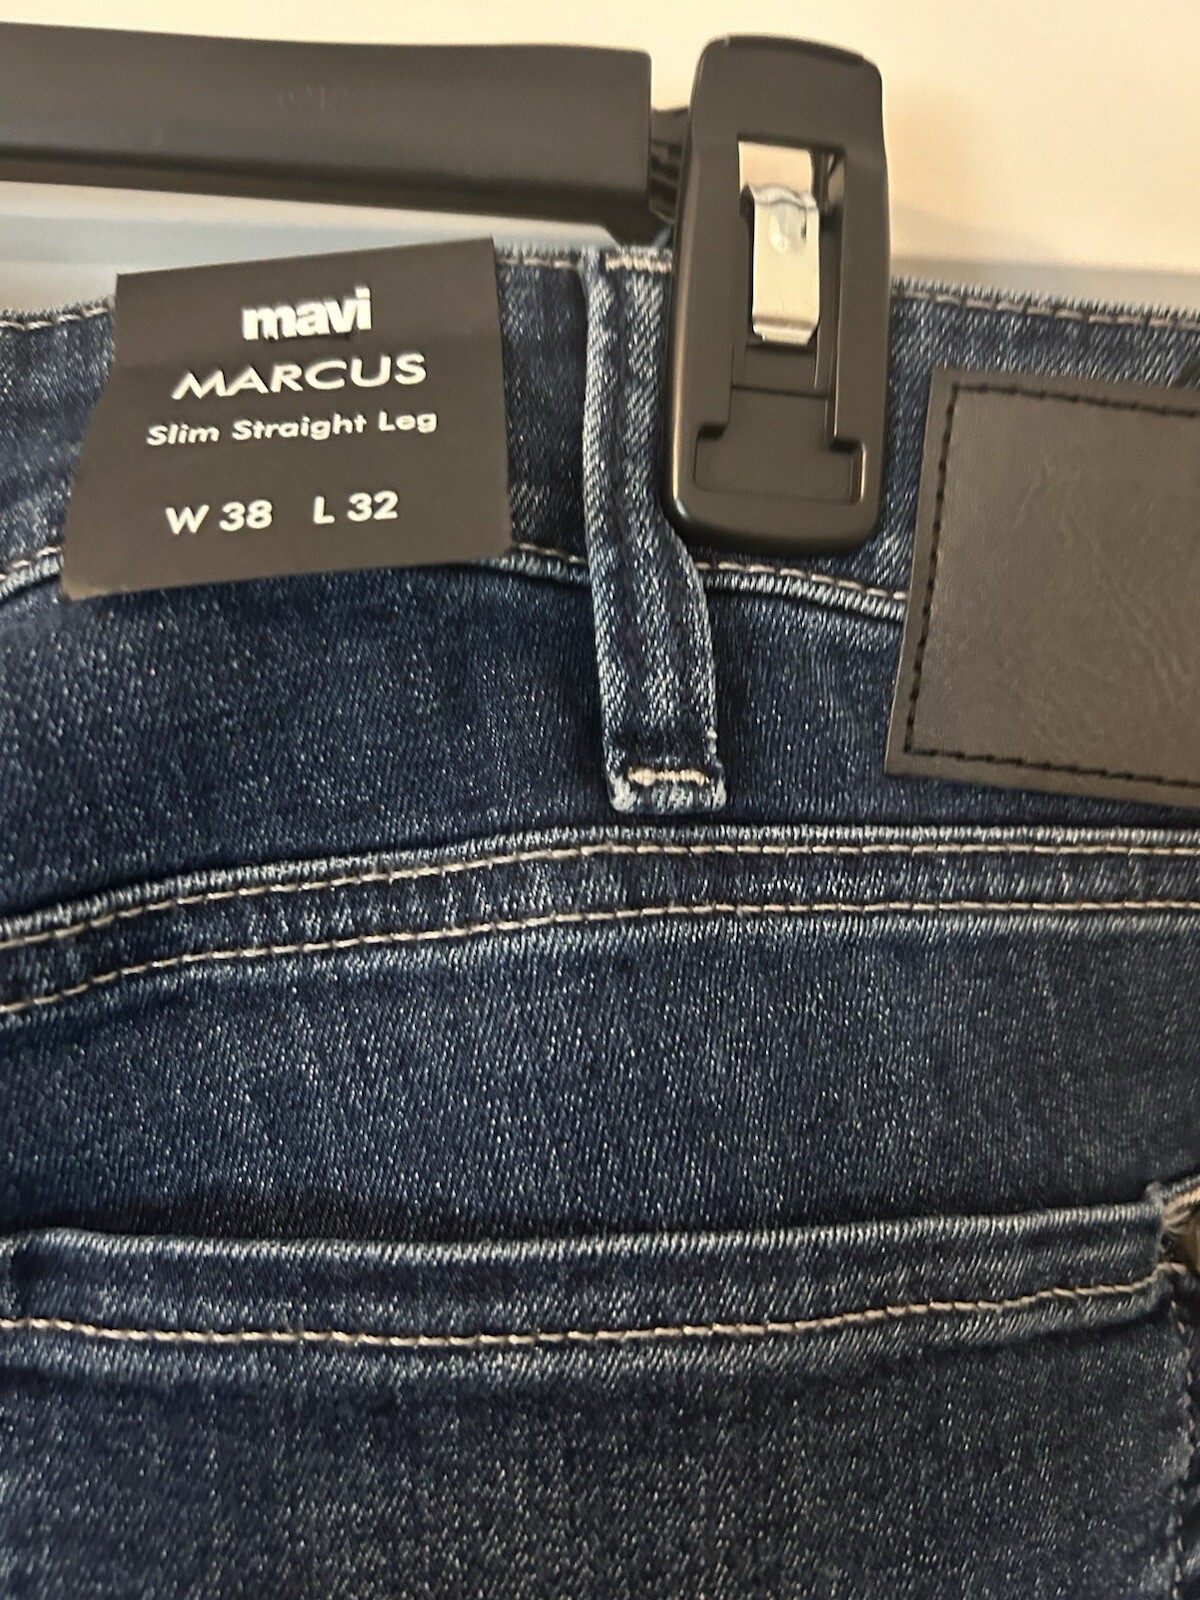 mavi
MARCUS
Slim Straight Leg
W 38 L 32